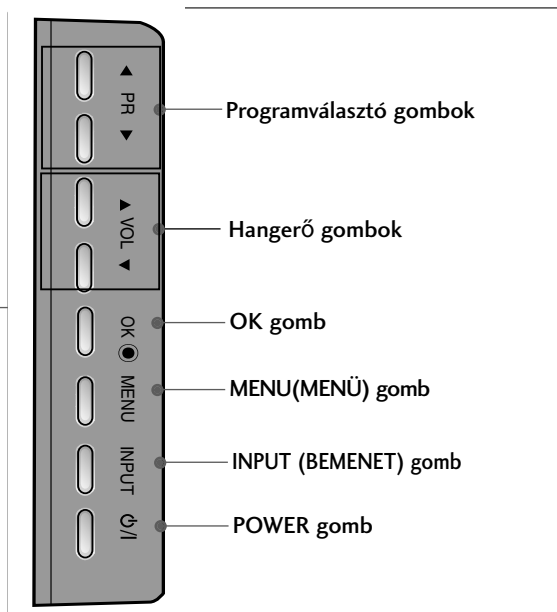 ▲ PR ▼
Programválasztó gombok
▲ VOL ▼
Hangerő gombok
OK
OK gomb
MENU
MENU(MENÜ) gomb
INPUT
INPUT (BEMENET) gomb
/I
POWER gomb